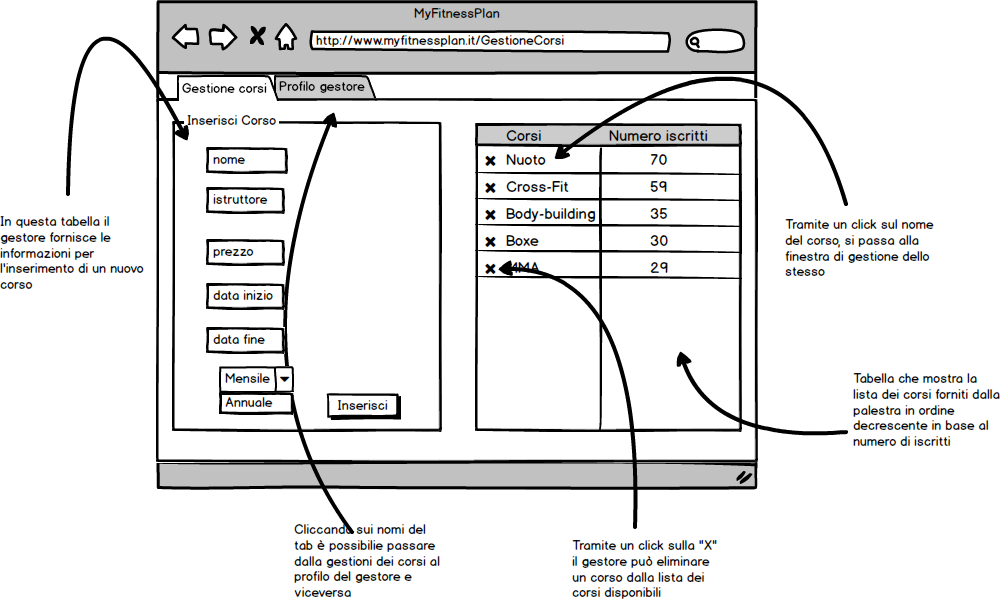 MyFitnessPlan
http://www.myfitnessplan.it/GestioneCorsi
Gestione corsi
Profilo gestore
Inserisci Corso
nome
istruttore
prezzo
data inizio
data fine
Mensile
Annuale
Inserisci
Corsi Numero iscritti
Nuoto 70
Cross-Fit 59
Body-building 35
Boxe 30
MMA 29
In questa tabella il
gestore fornisce le
informazioni per
l'inserimento di un nuovo
corso
Tramite un click sul nome
del corso, si passa alla
finestra di gestione dello
stesso
Tabella che mostra la
lista dei corsi forniti dalla
palestra in ordine
decrescente in base al
numero di iscritti
Cliccando sui nomi del
tab è possibilie passare
dalla gestioni dei corsi al
profilo del gestore e
viceversa
Tramite un click sulla "X"
il gestore può eliminare
un corso dalla lista dei
corsi disponibili